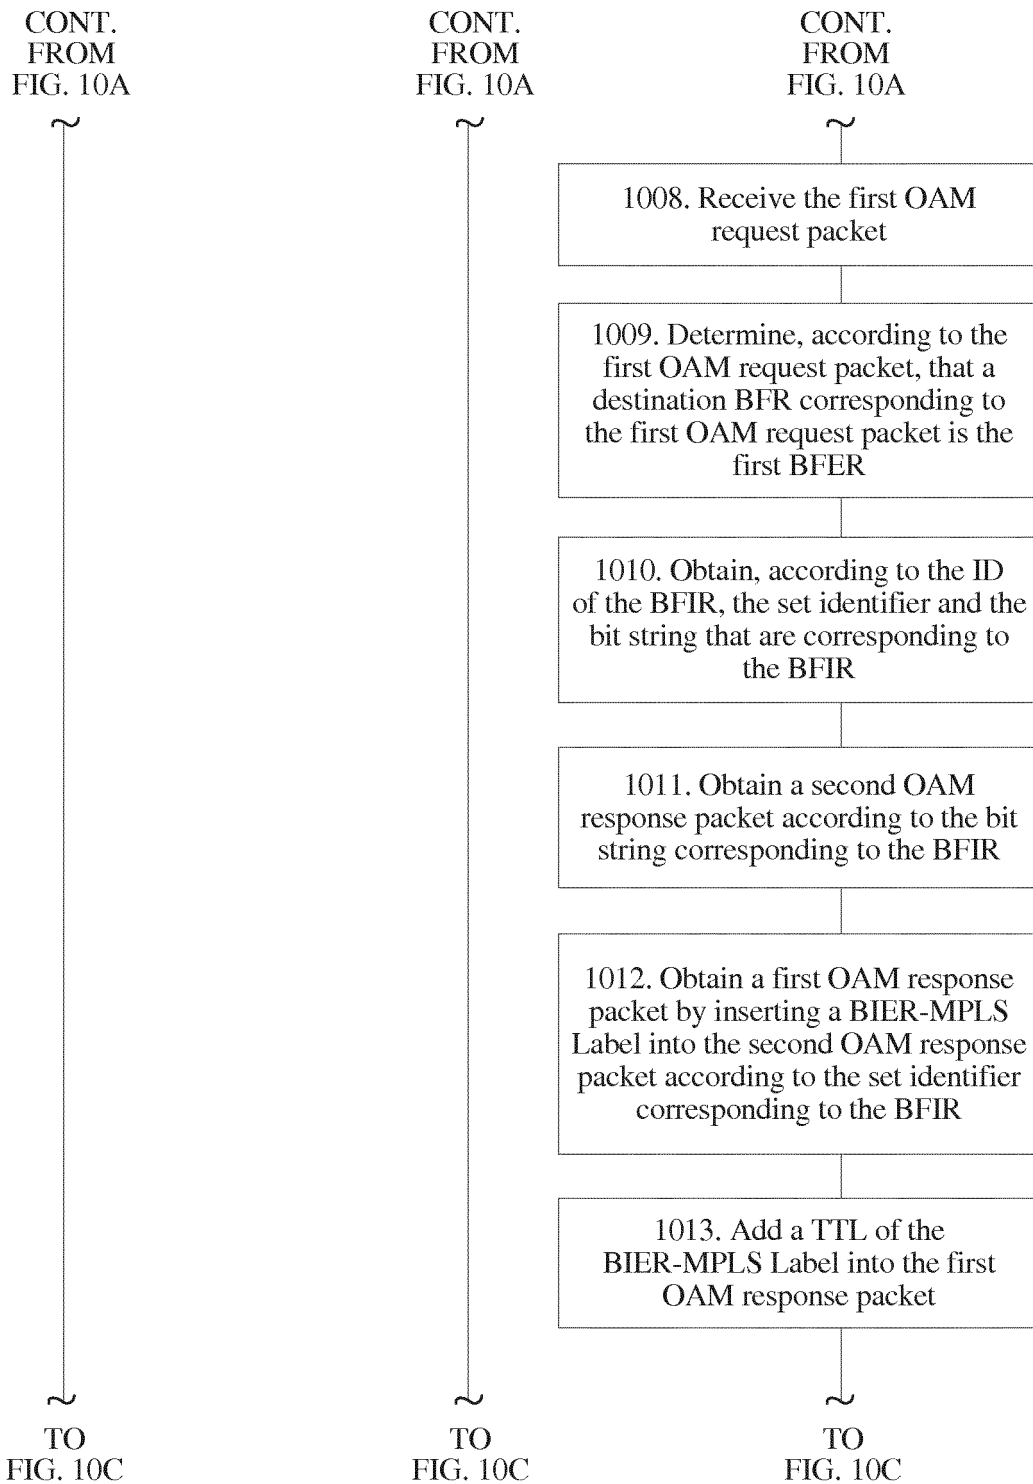 CONT.
FROM
FIG. 10A
CONT.
FROM
FIG. 10A
CONT.
FROM
FIG. 10A
1008. Receive the first OAM
request packet
1009. Determine, according to the
first OAM request packet, that a
destination BFR corresponding to
the first OAM request packet is the
first BFER
1010. Obtain, according to the ID
of the BFIR, the set identifier and the
bit string that are corresponding to
the BFIR
1011. Obtain a second OAM
response packet according to the bit
string corresponding to the BFIR
1012. Obtain a first OAM response
packet by inserting a BIER-MPLS
Label into the second OAM response
packet according to the set identifier
corresponding to the BFIR
1013. Add a TTL of the
BIER-MPLS Label into the first
OAM response packet
TO
FIG. 10C
TO
FIG. 10C
TO
FIG. 10C